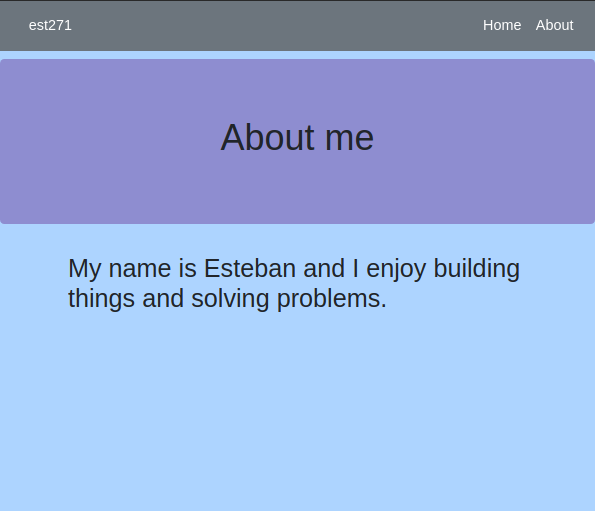 est271 Home About
About me
My name is Esteban and I enjoy building
things and solving problems.